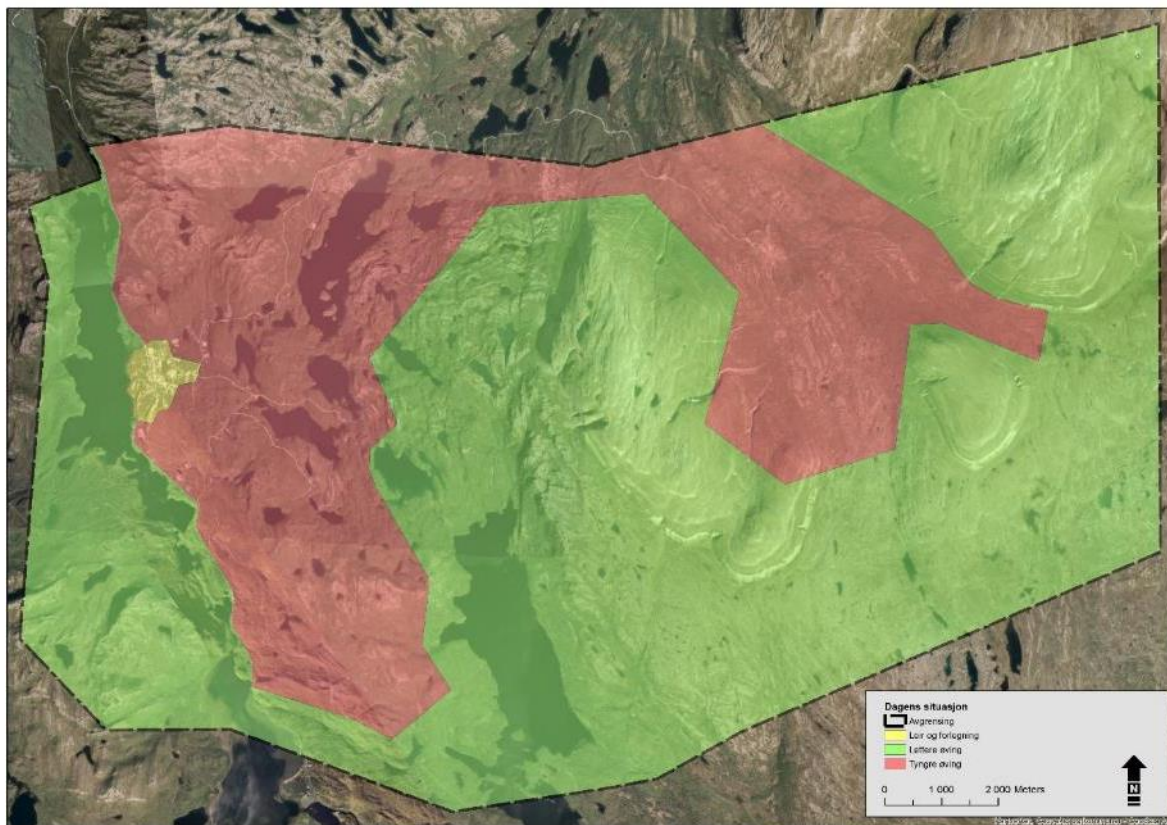 Dagens situasjon
Avgrensing
Leir og forlegning
Lettere øving
Tyngre øving
0 1 000 2 000 Meters
N